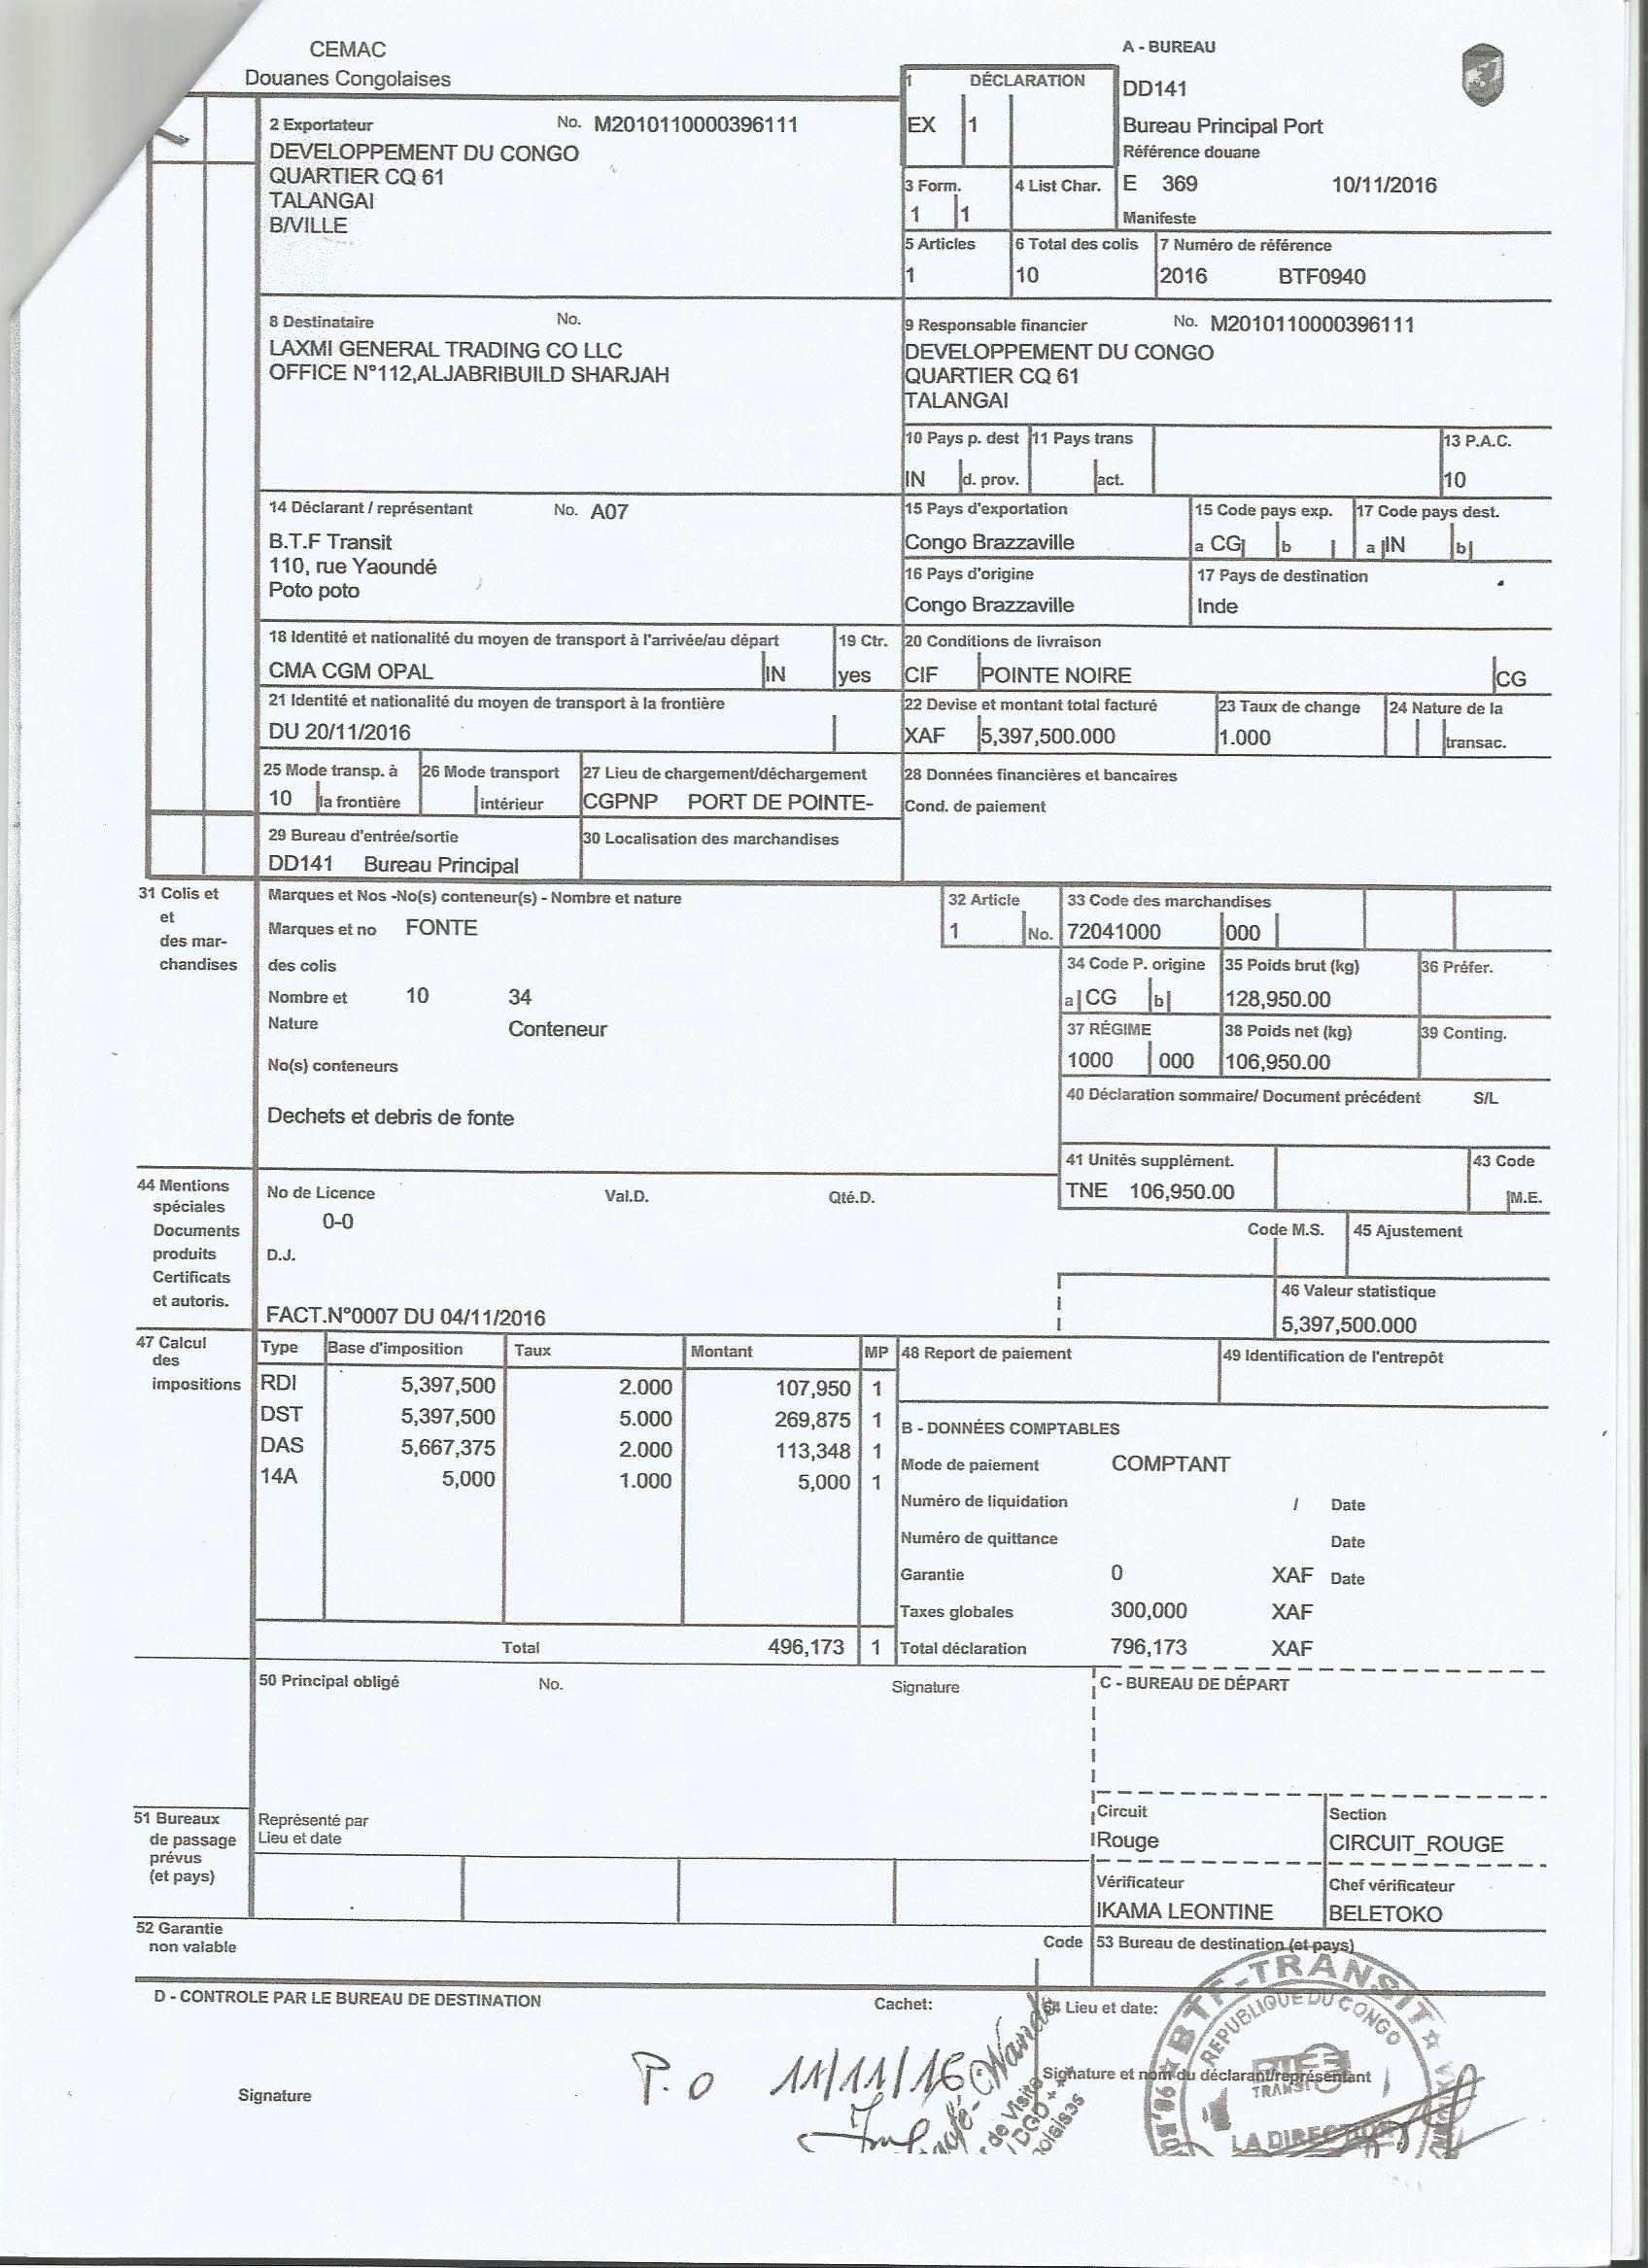 CEMAC
Douanes Congolaises
A - BUREAU
1 DÉCLARATION
EX 1
DD141
Bureau Principal Port
Référence douane
E 369 10/11/2016
Manifeste
2 Exportateur No. M2010110000396111
DEVELOPPEMENT DU CONGO
QUARTIER CQ 61
TALANGAI
B/VILLE
3 Form. 4 List Char.
1 1
5 Articles 6 Total des colis 7 Numéro de référence
1 10 2016 BTF0940
8 Destinataire No.
LAXMI GENERAL TRADING CO LLC
OFFICE N°112,ALJABRIBUILD SHARJAH
9 Responsable financier No. M2010110000396111
DEVELOPPEMENT DU CONGO
QUARTIER CQ 61
TALANGAI
10 Pays p. dest 11 Pays trans 13 P.A.C.
IN d. prov. act. 10
14 Déclarant / représentant No. A07
B.T.F Transit
110, rue Yaoundé
Poto poto
15 Pays d'exportation 15 Code pays exp. 17 Code pays dest.
Congo Brazzaville a CG b a IN b
16 Pays d'origine 17 Pays de destination
Congo Brazzaville Inde
18 Identité et nationalité du moyen de transport à l'arrivée/au départ 19 Ctr.
CMA CGM OPAL IN yes
20 Conditions de livraison
CIF POINTE NOIRE CG
21 Identité et nationalité du moyen de transport à la frontière
DU 20/11/2016
22 Devise et montant total facturé 23 Taux de change 24 Nature de la
XAF 5,397,500.000 1.000 transac.
25 Mode transp. à 26 Mode transport 27 Lieu de chargement/déchargement
10 la frontière intérieur CGPNP PORT DE POINTE-
28 Données financières et bancaires
Cond. de paiement
29 Bureau d'entrée/sortie 30 Localisation des marchandises
DD141 Bureau Principal
31 Colis et
et
des mar-
chandises
Marques et Nos -No(s) conteneur(s) - Nombre et nature
Marques et no FONTE
des colis
Nombre et 10 34
Nature Conteneur
No(s) conteneurs
Dechets et debris de fonte
32 Article 33 Code des marchandises
1 No. 72041000 000
34 Code P. origine 35 Poids brut (kg) 36 Préfer.
a CG b 128,950.00
37 RÉGIME 38 Poids net (kg) 39 Conting.
1000 000 106,950.00
40 Déclaration sommaire/ Document précédent S/L
41 Unités supplément. 43 Code
TNE 106,950.00 M.E.
44 Mentions
spéciales
Documents
produits
Certificats
et autoris.
No de Licence Val.D. Qté.D.
0-0
D.J.
FACT.N°0007 DU 04/11/2016
Code M.S. 45 Ajustement
46 Valeur statistique
5,397,500.000
47 Calcul
des
impositions
Type Base d'imposition Taux Montant MP
RDI 5,397,500 2.000 107,950 1
DST 5,397,500 5.000 269,875 1
DAS 5,667,375 2.000 113,348 1
14A 5,000 1.000 5,000 1
Total 496,173 1
48 Report de paiement 49 Identification de l'entrepôt
B - DONNÉES COMPTABLES
Mode de paiement COMPTANT
Numéro de liquidation / Date
Numéro de quittance Date
Garantie 0 XAF Date
Taxes globales 300,000 XAF
Total déclaration 796,173 XAF
50 Principal obligé No. Signature
C - BUREAU DE DÉPART
51 Bureaux
de passage
prévus
(et pays)
Représenté par
Lieu et date
Circuit Section
Rouge CIRCUIT_ROUGE
Vérificateur Chef vérificateur
IKAMA LEONTINE BELETOKO
52 Garantie
non valable
Code 53 Bureau de destination (et pays)
D - CONTROLE PAR LE BUREAU DE DESTINATION
Cachet: 54 Lieu et date:
Signature et nom du déclarant/représentant
Signature
P.O 11/11/16
de Visite
DGD
BTF-TRANSIT
REPUBLIQUE DU CONGO
TRANSIT
LA DIRECTION